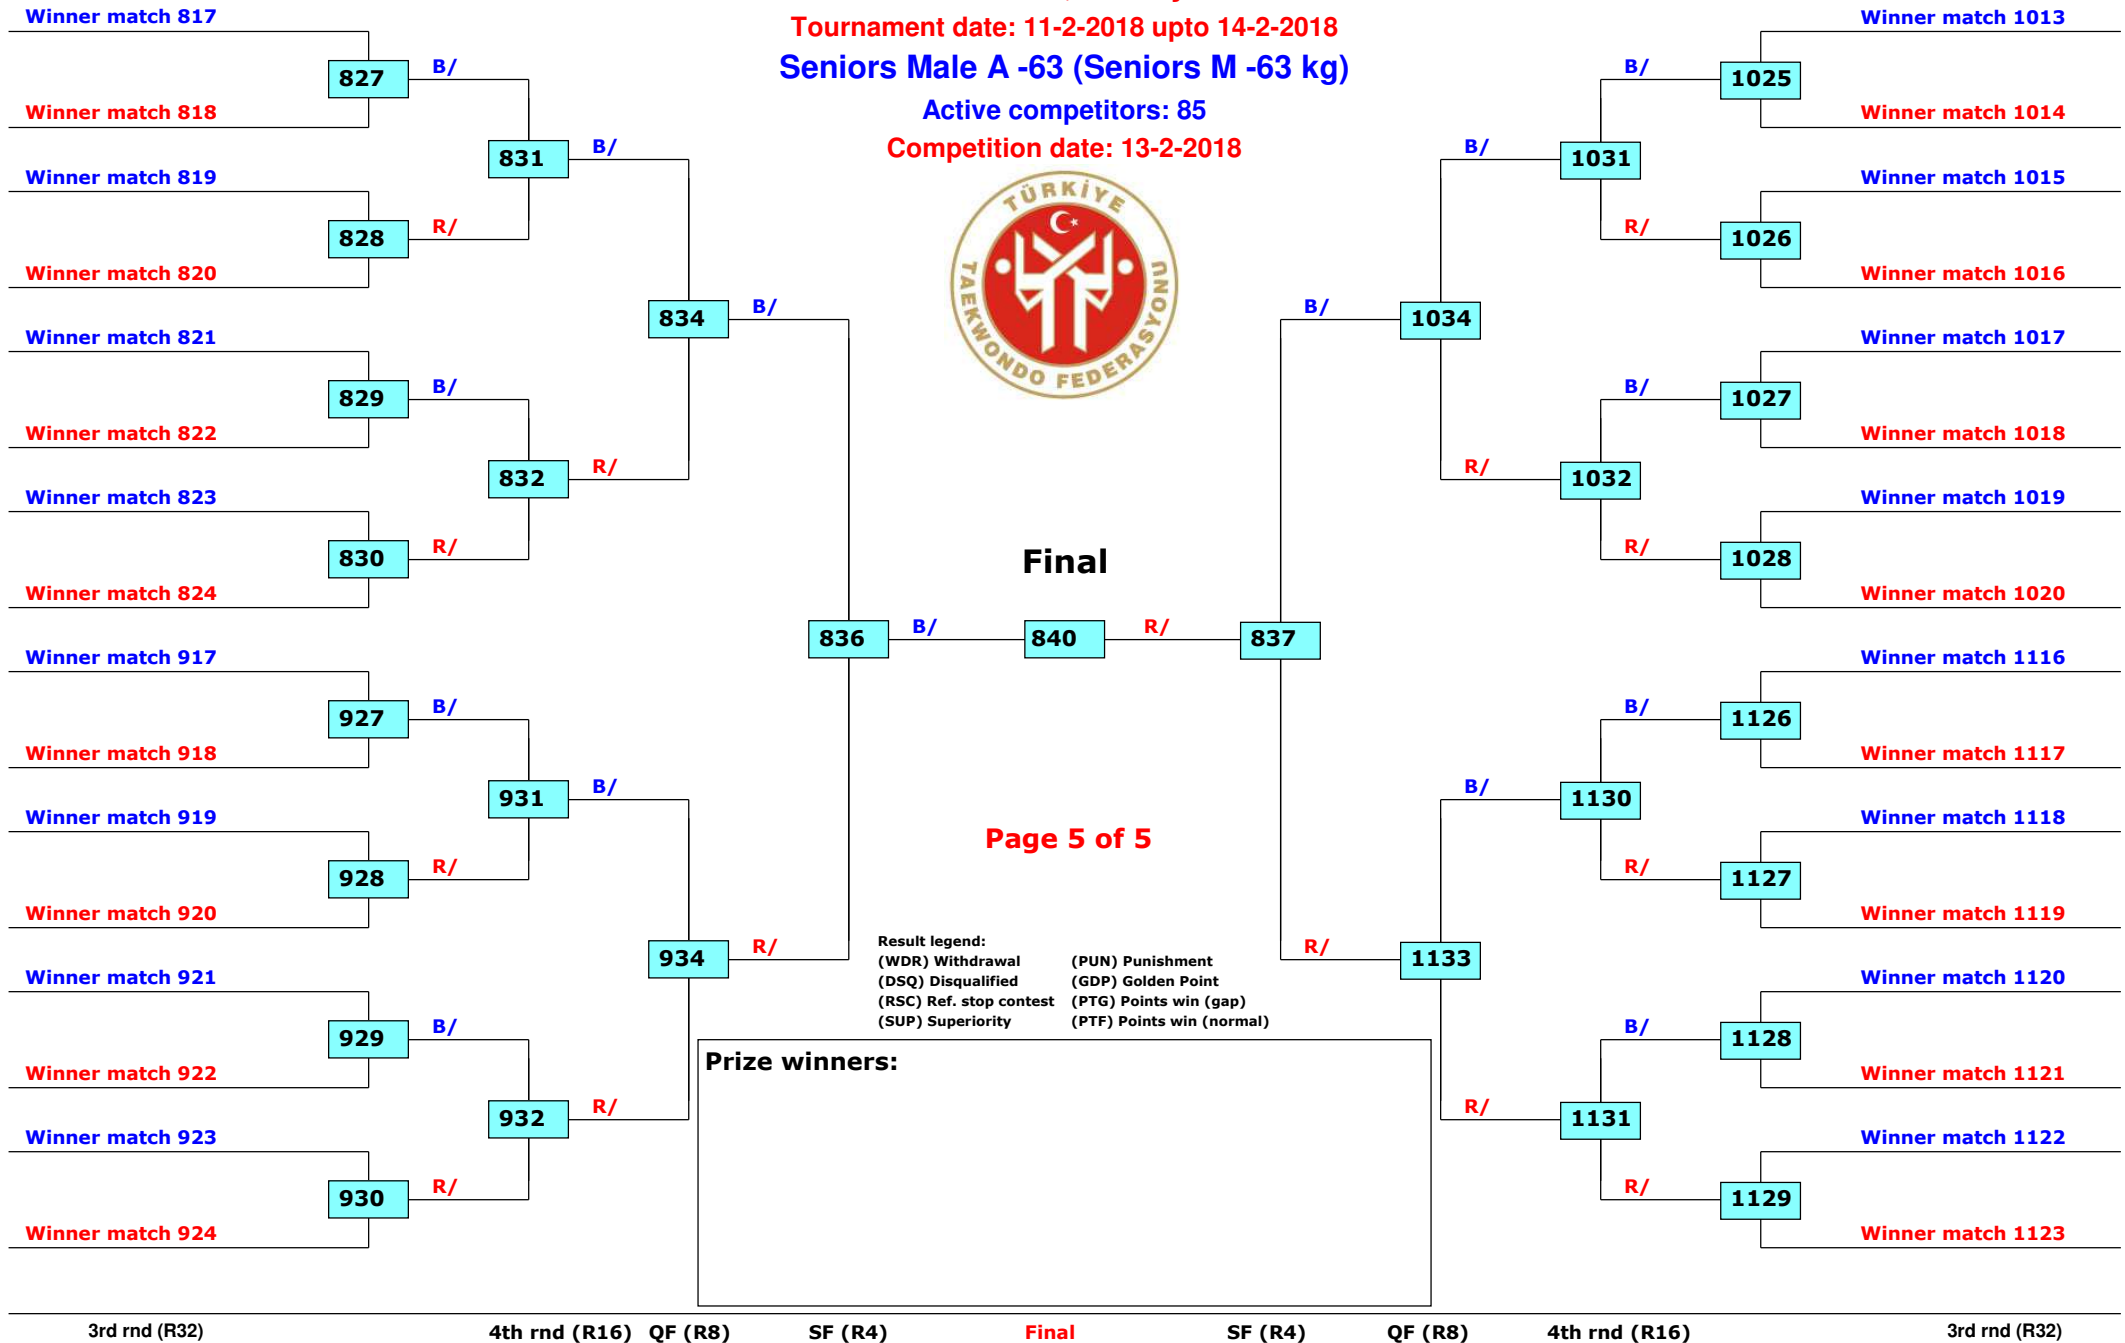 Tournament date: 11-2-2018 upto 14-2-2018
Seniors Male A -63 (Seniors M -63 kg)
Active competitors: 85
Competition date: 13-2-2018
TÜRKİYE
TAEKWONDO FEDERASYONU
Winner match 817
827
B/
Winner match 818
831
B/
Winner match 819
828
R/
Winner match 820
834
B/
Winner match 821
829
B/
Winner match 822
832
R/
Winner match 823
830
R/
Winner match 824
836
B/
Winner match 917
927
B/
Winner match 918
931
B/
Winner match 919
928
R/
Winner match 920
934
R/
Winner match 921
929
B/
Winner match 922
932
R/
Winner match 923
930
R/
Winner match 924
Final
840
Page 5 of 5
Winner match 1013
B/
1025
Winner match 1014
B/
1031
Winner match 1015
R/
1026
Winner match 1016
B/
1034
Winner match 1017
B/
1027
Winner match 1018
R/
1032
Winner match 1019
R/
1028
Winner match 1020
R/
837
Winner match 1116
B/
1126
Winner match 1117
B/
1130
Winner match 1118
R/
1127
Winner match 1119
R/
1133
Winner match 1120
B/
1128
Winner match 1121
R/
1131
Winner match 1122
R/
1129
Winner match 1123
Result legend:
(WDR) Withdrawal (PUN) Punishment
(DSQ) Disqualified (GDP) Golden Point
(RSC) Ref. stop contest (PTG) Points win (gap)
(SUP) Superiority (PTF) Points win (normal)
Prize winners:
3rd rnd (R32) 4th rnd (R16) QF (R8) SF (R4) Final SF (R4) QF (R8) 4th rnd (R16) 3rd rnd (R32)